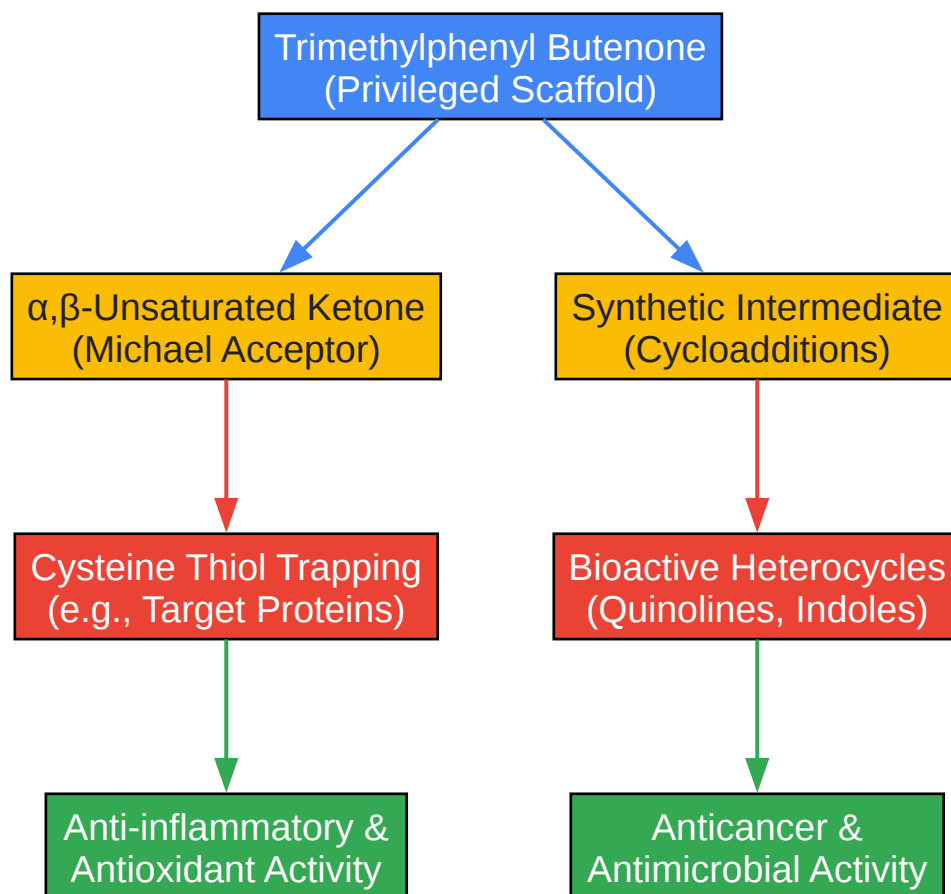 Trimethylphenyl Butenone
(Privileged Scaffold)
α,β-Unsaturated Ketone
(Michael Acceptor)
Synthetic Intermediate
(Cycloadditions)
Cysteine Thiol Trapping
(e.g., Target Proteins)
Bioactive Heterocycles
(Quinolines, Indoles)
Anti-inflammatory &
Antioxidant Activity
Anticancer &
Antimicrobial Activity